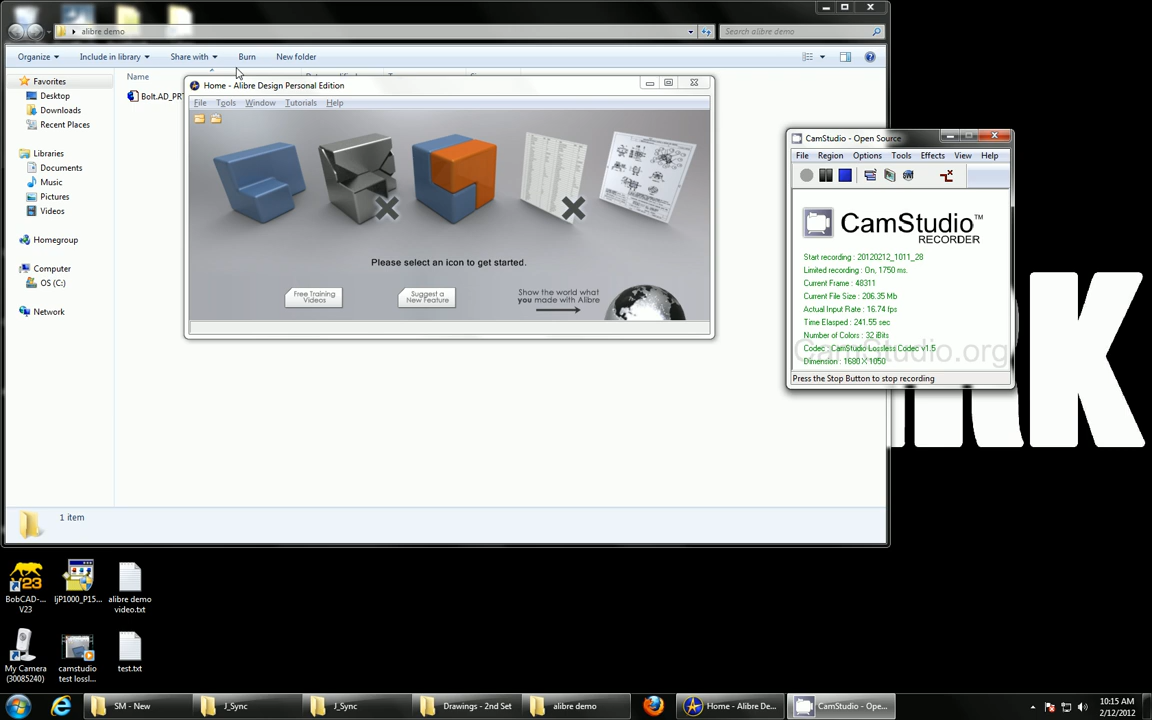 alibre demo
Search alibre demo
Organize
Include in library
Share with
Burn
New folder
Name
Favorites
Desktop
Downloads
Recent Places
Libraries
Documents
Music
Pictures
Videos
Homegroup
Computer
OS (C:)
Network
Bolt.AD_PRT
1 item
Home - Alibre Design Personal Edition
File Tools Window Tutorials Help
Please select an icon to get started.
Free Training
Videos
Suggest a
New Feature
Show the world what
you made with Alibre
CamStudio - Open Source
File Region Options Tools Effects View Help
CamStudio™
RECORDER
Start recording : 20120212_1011_28
Limited recording : On, 1750 ms.
Current Frame : 48311
Current File Size : 206.35 Mb
Actual Input Rate : 16.74 fps
Time Elasped : 241.55 sec
Number of Colors : 32 iBits
Codec : CamStudio Lossless Codec v1.5
Dimension : 1680 X 1050
CamStudio.org
Press the Stop Button to stop recording
RK
BobCAD-...
V23
ljP1000_P15...
alibre demo
video.txt
My Camera
(30085240)
camstudio
test lossl...
test.txt
SM - New
J_Sync
J_Sync
Drawings - 2nd Set
alibre demo
Home - Alibre De...
CamStudio - Ope...
10:15 AM
2/12/2012